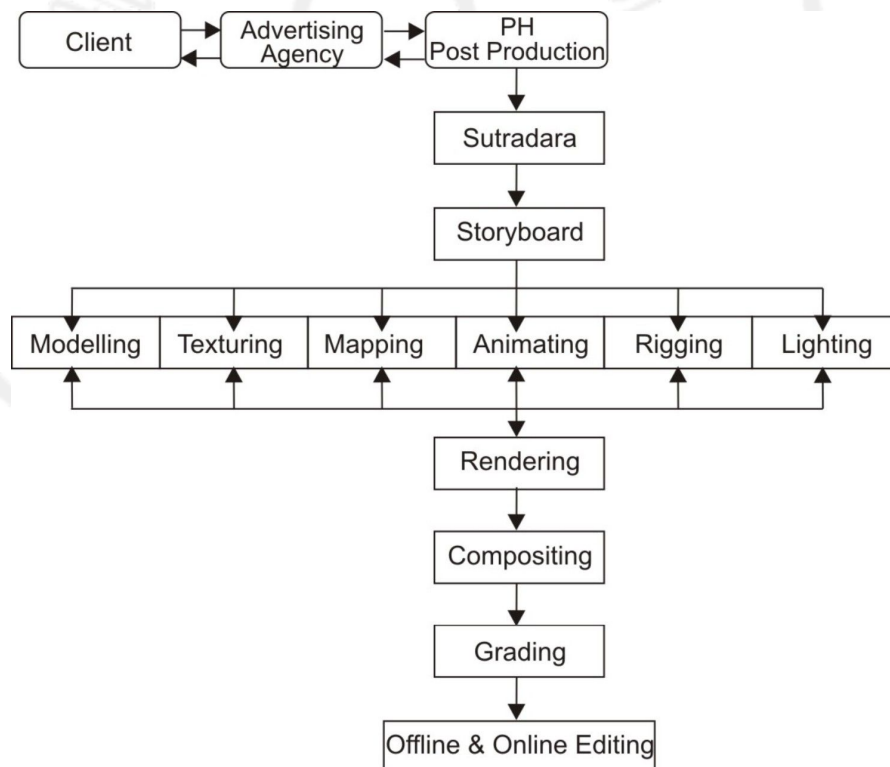 Client
Advertising
Agency
PH
Post Production
Sutradara
Storyboard
Modelling
Texturing
Mapping
Animating
Rigging
Lighting
Rendering
Compositing
Grading
Offline & Online Editing